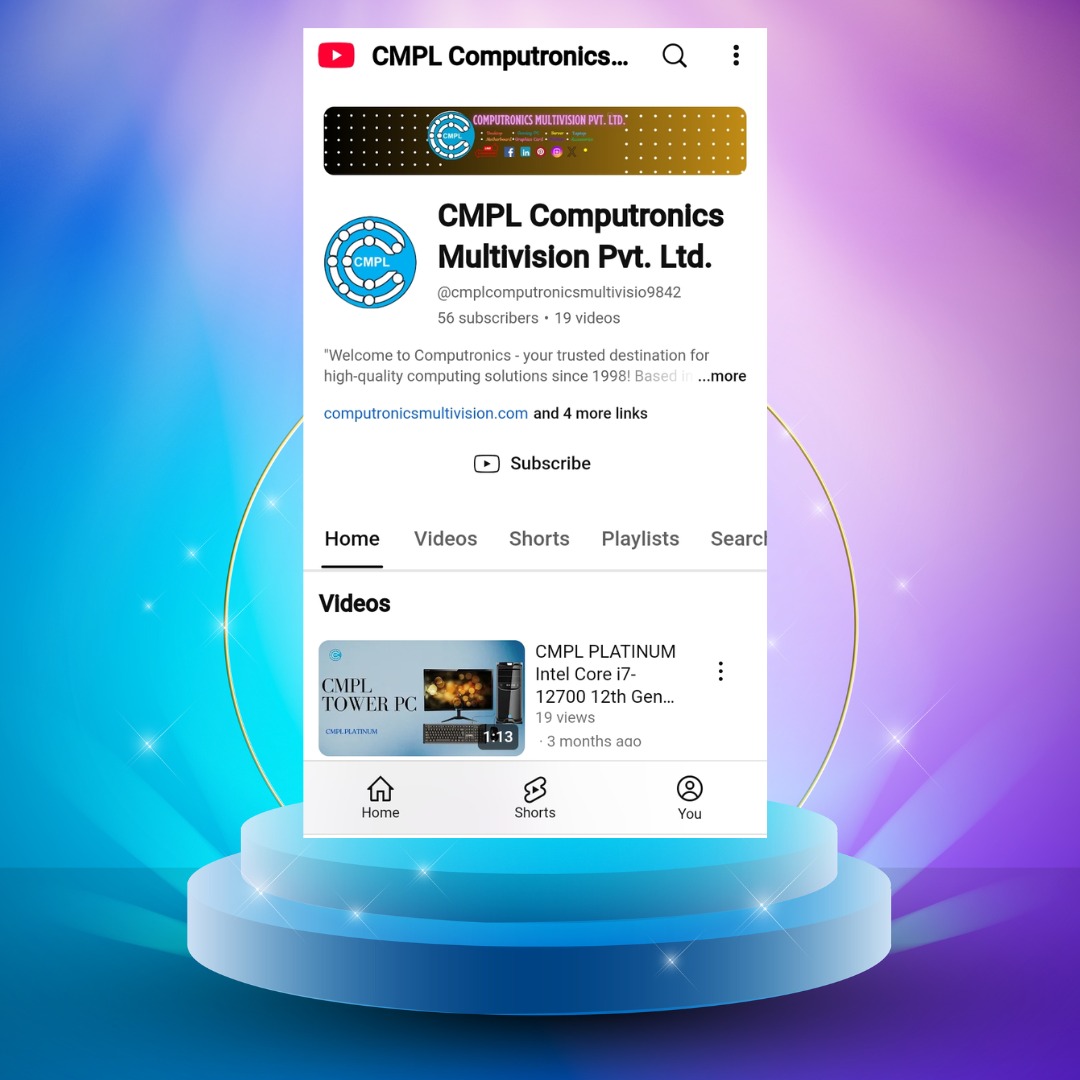 CMPL Computronics...
COMPUTRONICS MULTIVISION PVT. LTD.
CMPL
CMPL Computronics
Multivision Pvt. Ltd.
CMPL
@cmplcomputronicsmultivisio9842
56 subscribers • 19 videos
"Welcome to Computronics - your trusted destination for
high-quality computing solutions since 1998! Based in ...more
computronicsmultivision.com and 4 more links
Subscribe
Home Videos Shorts Playlists Search
Videos
CMPL
TOWER PC
CMPL PLATINUM
1:13
CMPL PLATINUM
Intel Core i7-
12700 12th Gen...
19 views
· 3 months ago
Home Shorts You